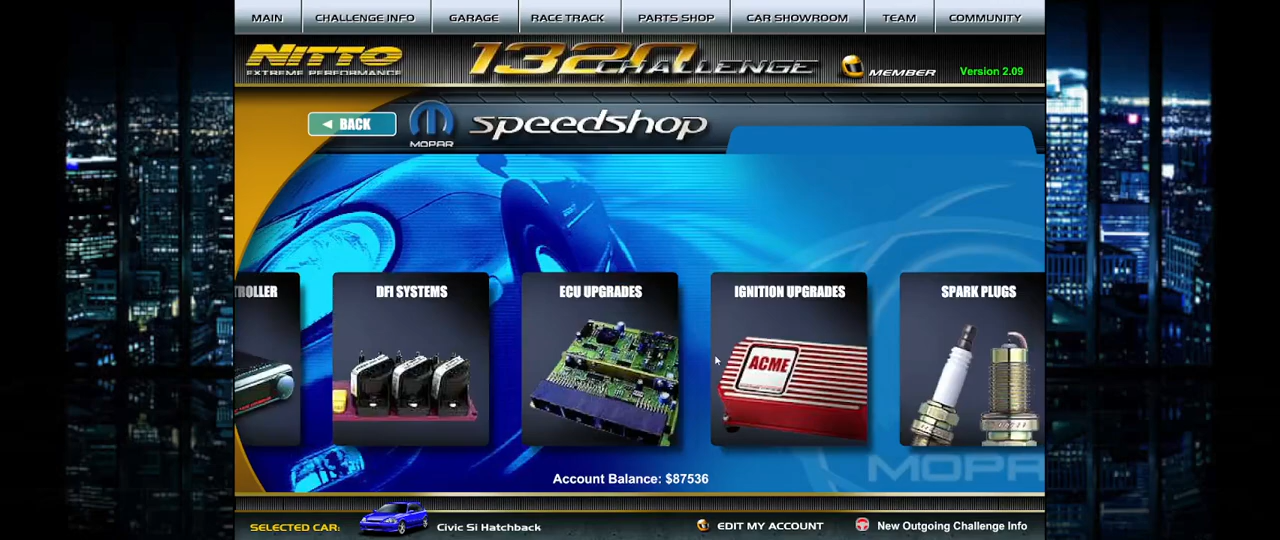 MAIN CHALLENGE INFO GARAGE RACE TRACK PARTS SHOP CAR SHOWROOM TEAM COMMUNITY
NITTO 1320 CHALLENGE MEMBER Version 2.09
EXTREME PERFORMANCE
BACK MOPAR speedshop
TROLLER DFI SYSTEMS ECU UPGRADES IGNITION UPGRADES SPARK PLUGS
ACME
MOPA
Account Balance: $87536
SELECTED CAR: Civic Si Hatchback EDIT MY ACCOUNT New Outgoing Challenge Info